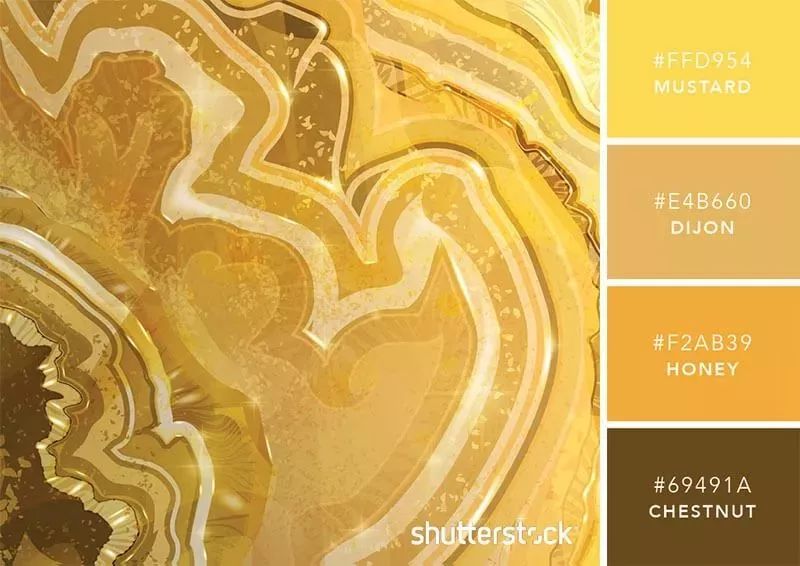 #FFD954
MUSTARD
#E4B660
DIJON
#F2AB39
HONEY
#69491A
CHESTNUT
shutterstock